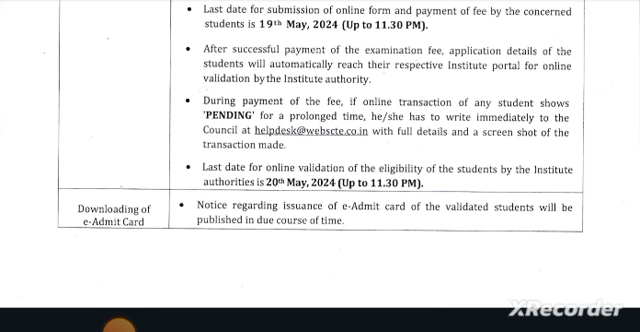 • Last date for submission of online form and payment of fee by the concerned
students is 19th May, 2024 (Up to 11.30 PM).
• After successful payment of the examination fee, application details of the
students will automatically reach their respective Institute portal for online
validation by the Institute authority.
• During payment of the fee, if online transaction of any student shows
'PENDING' for a prolonged time, he/she has to write immediately to the
Council at helpdesk@webscte.co.in with full details and a screen shot of the
transaction made.
• Last date for online validation of the eligibility of the students by the Institute
authorities is 20th May, 2024 (Up to 11.30 PM).
Downloading of
e-Admit Card
• Notice regarding issuance of e-Admit card of the validated students will be
published in due course of time.
XRecorder